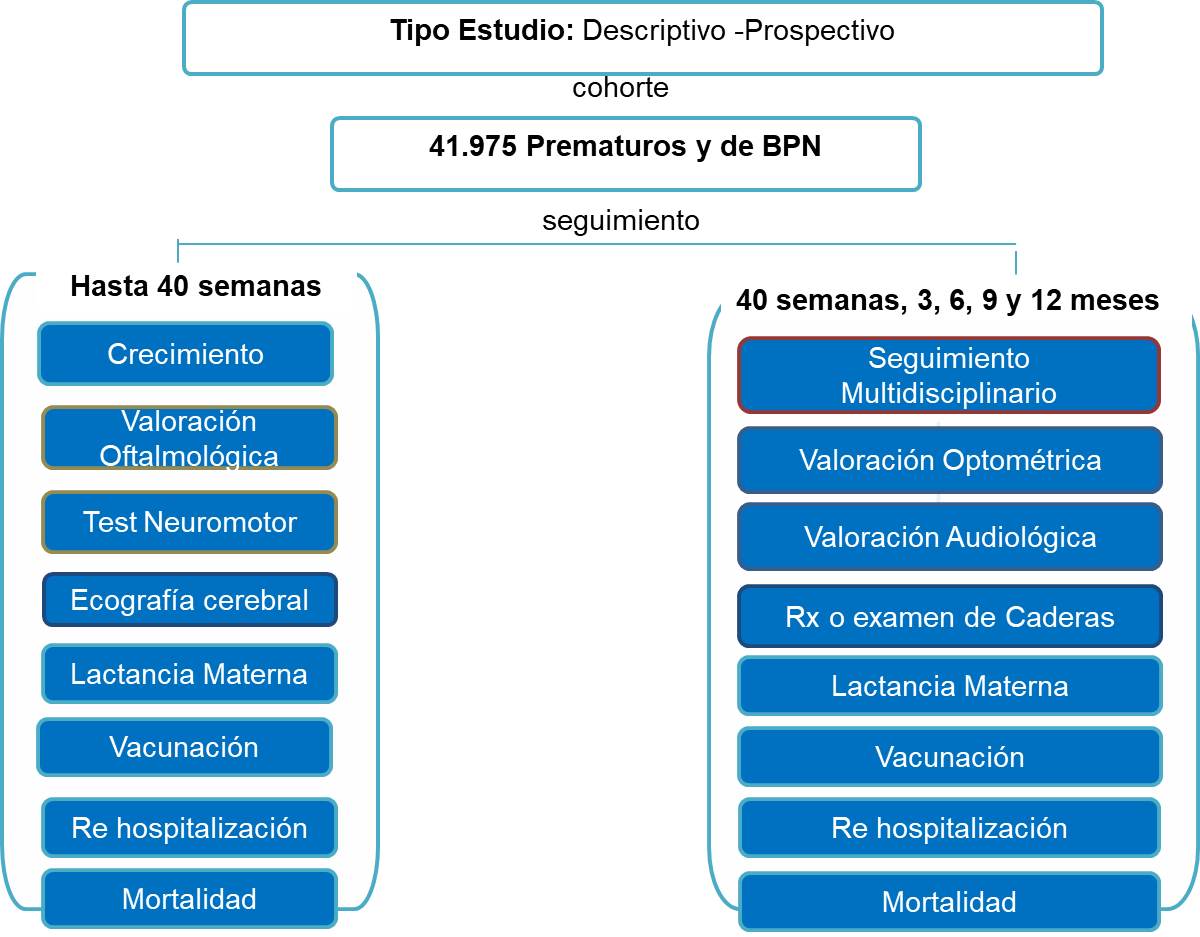 Tipo Estudio: Descriptivo -Prospectivo
cohorte
41.975 Prematuros y de BPN
seguimiento
Hasta 40 semanas
Crecimiento
Valoración
Oftalmológica
Test Neuromotor
Ecografía cerebral
Lactancia Materna
Vacunación
Re hospitalización
Mortalidad
40 semanas, 3, 6, 9 y 12 meses
Seguimiento
Multidisciplinario
Valoración Optométrica
Valoración Audiológica
Rx o examen de Caderas
Lactancia Materna
Vacunación
Re hospitalización
Mortalidad